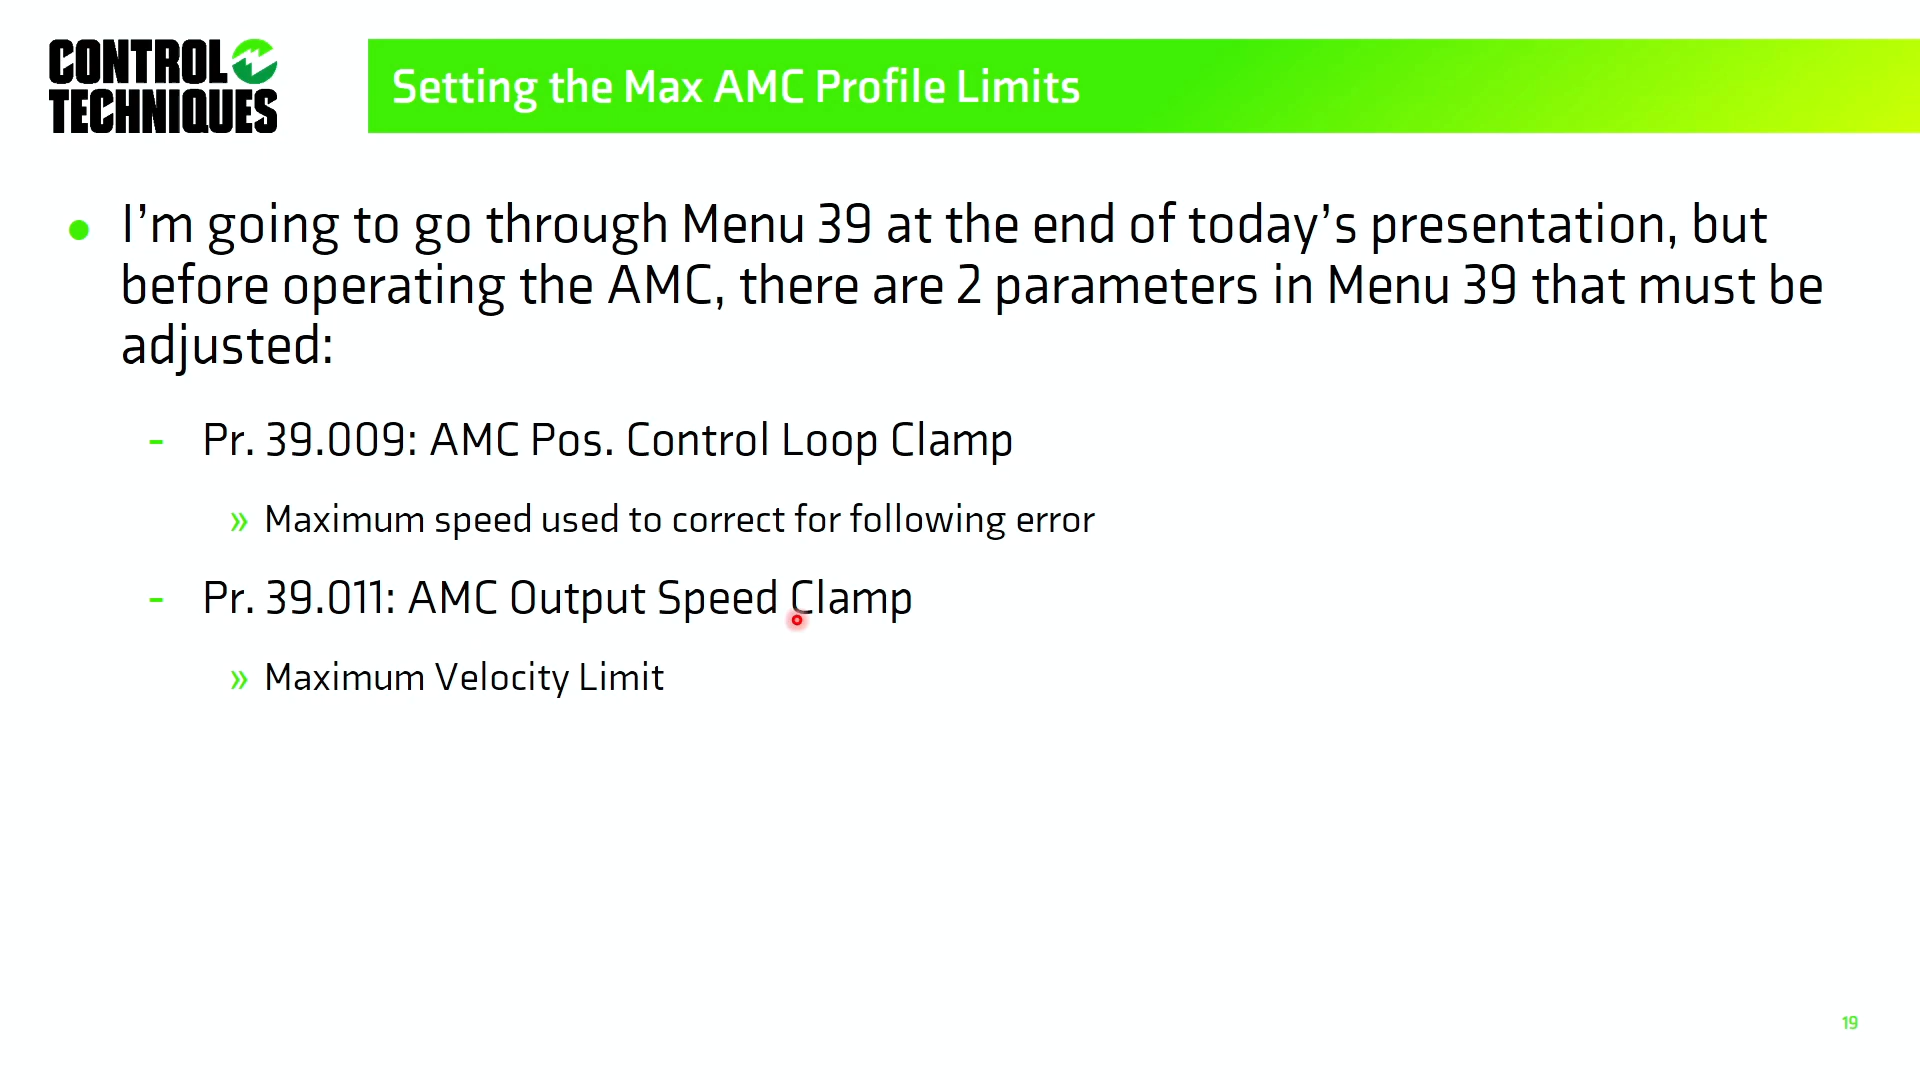 CONTROL
TECHNIQUES
Setting the Max AMC Profile Limits
I’m going to go through Menu 39 at the end of today’s presentation, but
before operating the AMC, there are 2 parameters in Menu 39 that must be
adjusted:
- Pr. 39.009: AMC Pos. Control Loop Clamp
» Maximum speed used to correct for following error
- Pr. 39.011: AMC Output Speed Clamp
» Maximum Velocity Limit
19